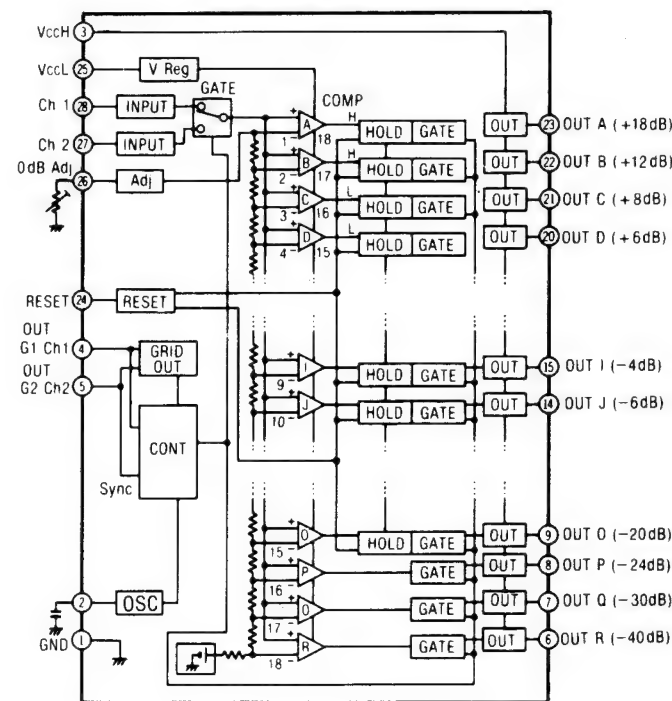 VccH 3
VccL 25 V Reg
GATE
Ch 1 28 INPUT
Ch 2 27 INPUT
0dB Adj 26 Adj
COMP
+ A 1 - 18 H HOLD GATE OUT 23 OUT A (+18dB)
+ B 2 - 17 H HOLD GATE OUT 22 OUT B (+12dB)
+ C 3 - 16 L HOLD GATE OUT 21 OUT C (+8dB)
+ D 4 - 15 L HOLD GATE OUT 20 OUT D (+6dB)
RESET 24 RESET
OUT
G1 Ch1 4 GRID
OUT
OUT
G2 Ch2 5
CONT
Sync
+ I 9 - HOLD GATE OUT 15 OUT I (-4dB)
+ J 10 - HOLD GATE OUT 14 OUT J (-6dB)
+ O 15 - HOLD GATE OUT 9 OUT O (-20dB)
+ P 16 - GATE OUT 8 OUT P (-24dB)
+ O 17 - GATE OUT 7 OUT Q (-30dB)
+ R 18 - GATE OUT 6 OUT R (-40dB)
2 OSC
GND 1